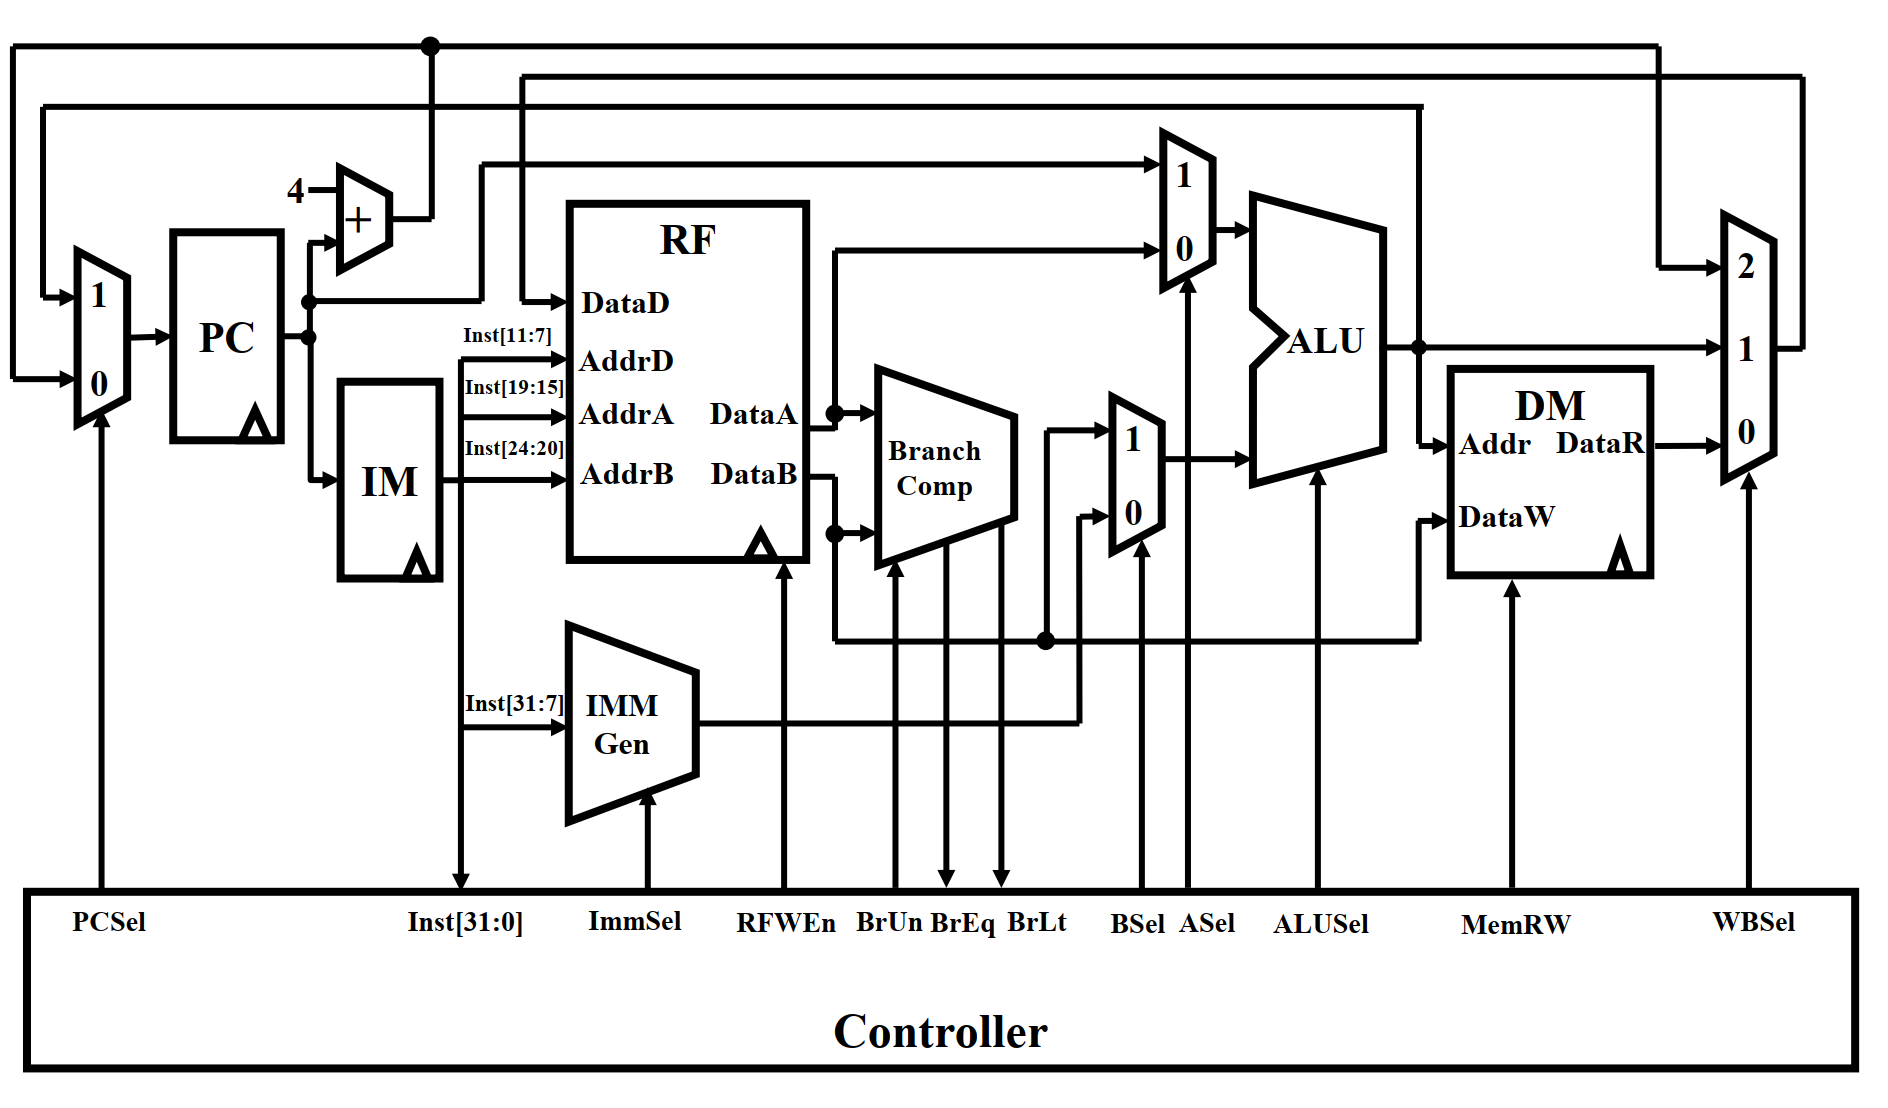 4
+
1
0
PC
IM
Inst[11:7]
Inst[19:15]
Inst[24:20]
RF
DataD
AddrD
AddrA
DataA
AddrB
DataB
Branch
Comp
1
0
1
0
ALU
DM
Addr
DataR
DataW
2
1
0
Inst[31:7]
IMM
Gen
PCSel
Inst[31:0]
ImmSel
RFWEn
BrUn
BrEq
BrLt
BSel
ASel
ALUSel
MemRW
WBSel
Controller